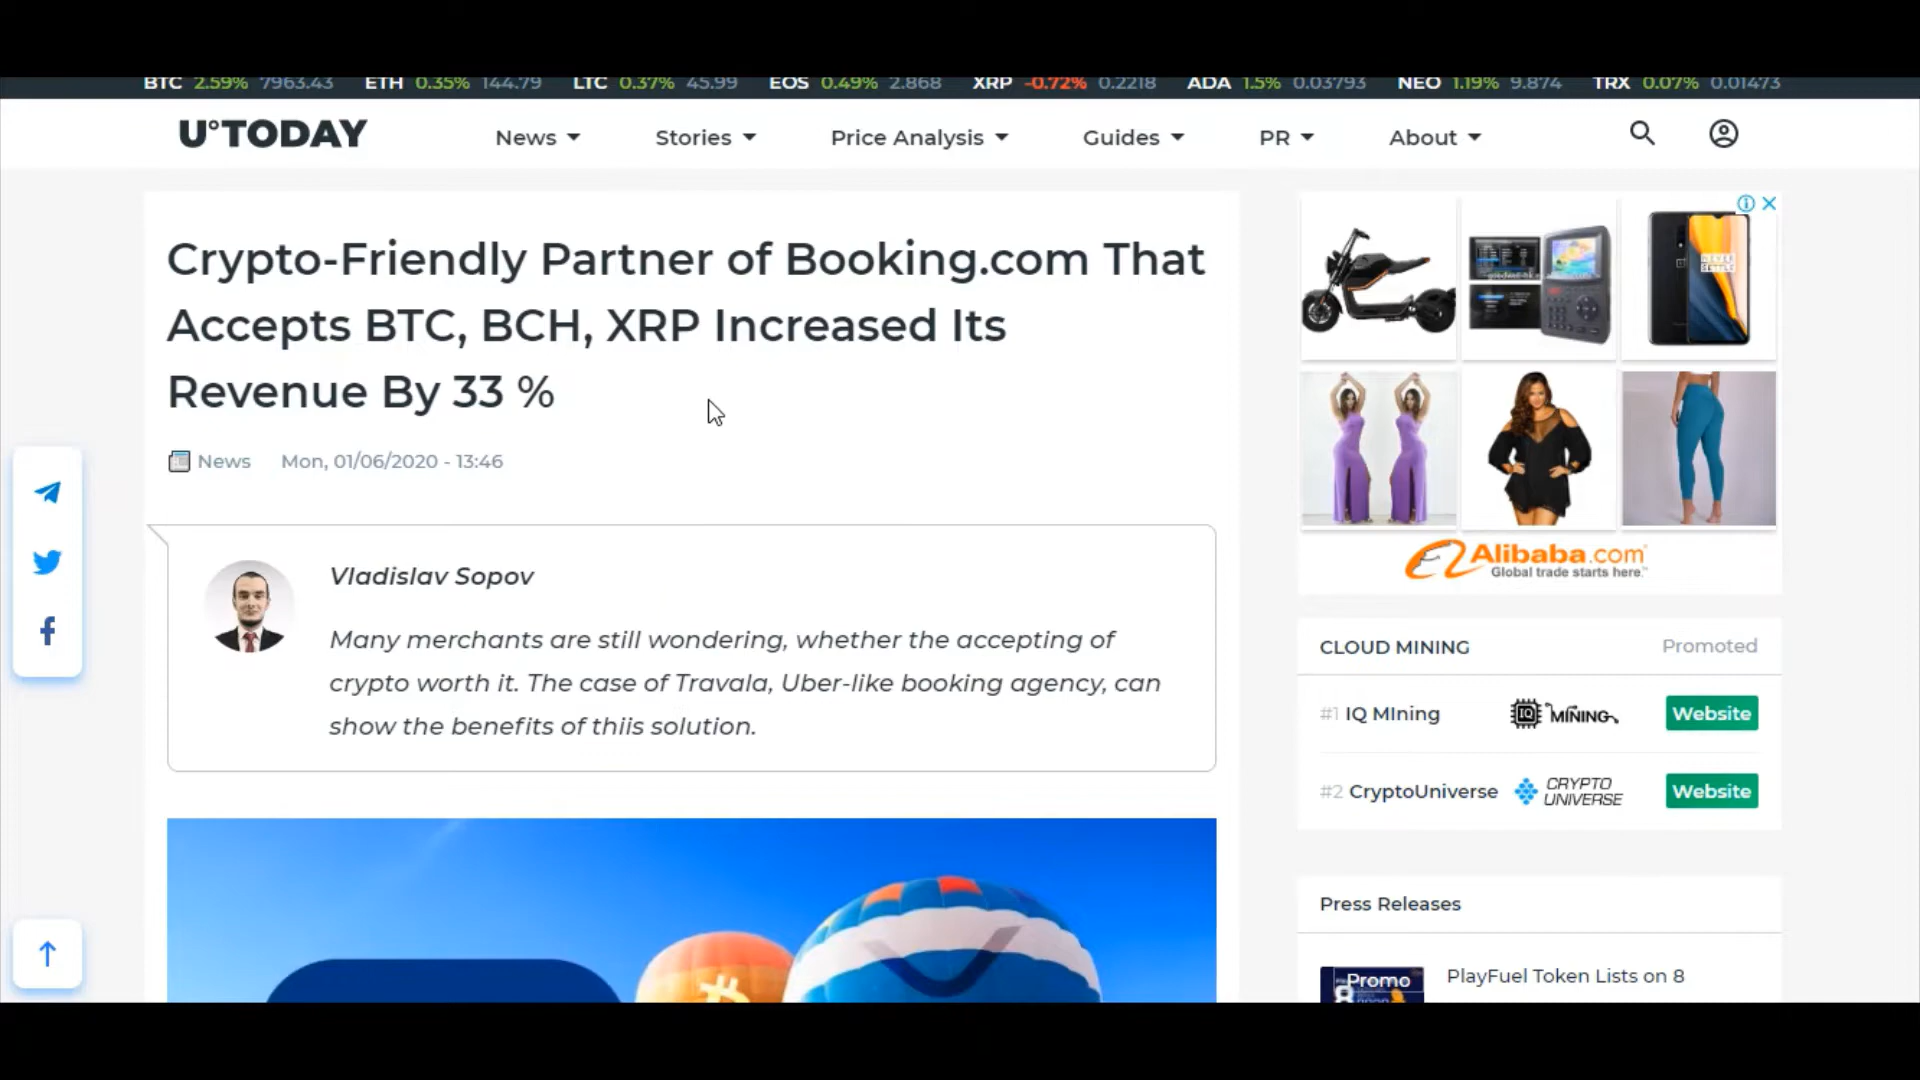 BTC 2.59% 7963.43 ETH 0.35% 144.79 LTC 0.37% 45.99 EOS 0.49% 2.868 XRP -0.72% 0.2218 ADA 1.5% 0.03793 NEO 1.19% 9.874 TRX 0.07% 0.01473
U°TODAY News Stories Price Analysis Guides PR About
Crypto-Friendly Partner of Booking.com That
Accepts BTC, BCH, XRP Increased Its
Revenue By 33 %
News Mon, 01/06/2020 - 13:46
Vladislav Sopov
Many merchants are still wondering, whether the accepting of
crypto worth it. The case of Travala, Uber-like booking agency, can
show the benefits of thiis solution.
Alibaba.com
Global trade starts here.™
CLOUD MINING Promoted
#1 IQ MIning IQ MINING Website
#2 CryptoUniverse CRYPTO UNIVERSE Website
Press Releases
Promo
PlayFuel Token Lists on 8